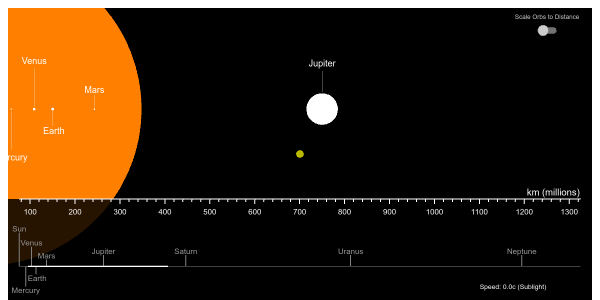 Scale Orbs to Distance
Venus
Jupiter
Mars
Earth
rcury
km (millions)
100 200 300 400 500 600 700 800 900 1000 1100 1200 1300
Sun
Venus
Mars
Jupiter
Saturn
Uranus
Neptune
Earth
Mercury
Speed: 0.0c (Sublight)